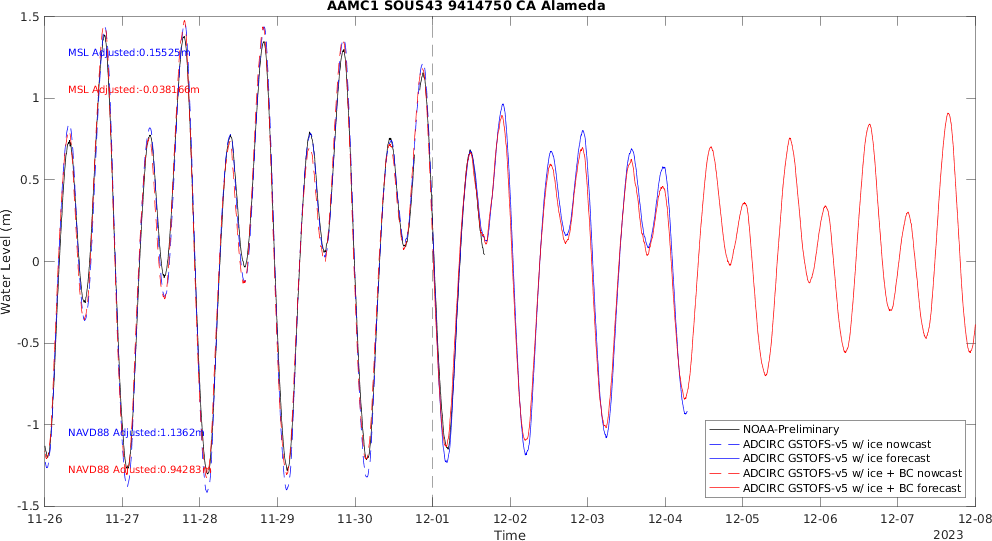 AAMC1 SOUS43 9414750 CA Alameda
1.5
1
0.5
0
-0.5
-1
-1.5
Water Level (m)
MSL Adjusted:0.15525m
MSL Adjusted:-0.038166m
NAVD88 Adjusted:1.1362m
NAVD88 Adjusted:0.94283m
NOAA-Preliminary
ADCIRC GSTOFS-v5 w/ ice nowcast
ADCIRC GSTOFS-v5 w/ ice forecast
ADCIRC GSTOFS-v5 w/ ice + BC nowcast
ADCIRC GSTOFS-v5 w/ ice + BC forecast
11-26 11-27 11-28 11-29 11-30 12-01 12-02 12-03 12-04 12-05 12-06 12-07 12-08
Time
2023